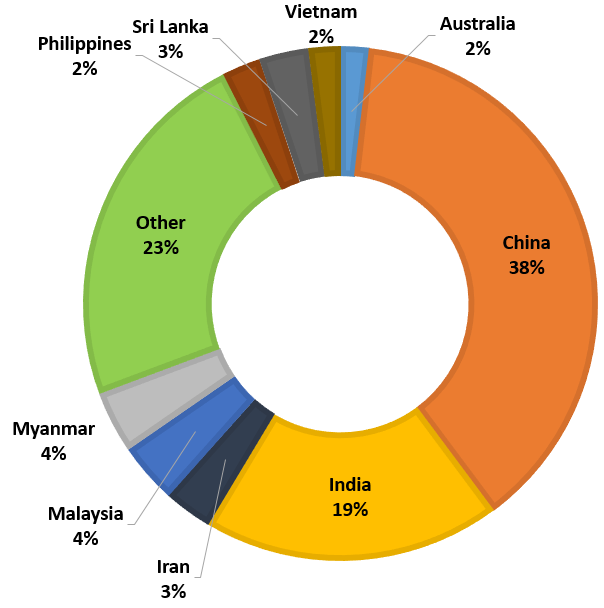 Vietnam
2%
Australia
2%
China
38%
India
19%
Iran
3%
Malaysia
4%
Myanmar
4%
Other
23%
Philippines
2%
Sri Lanka
3%